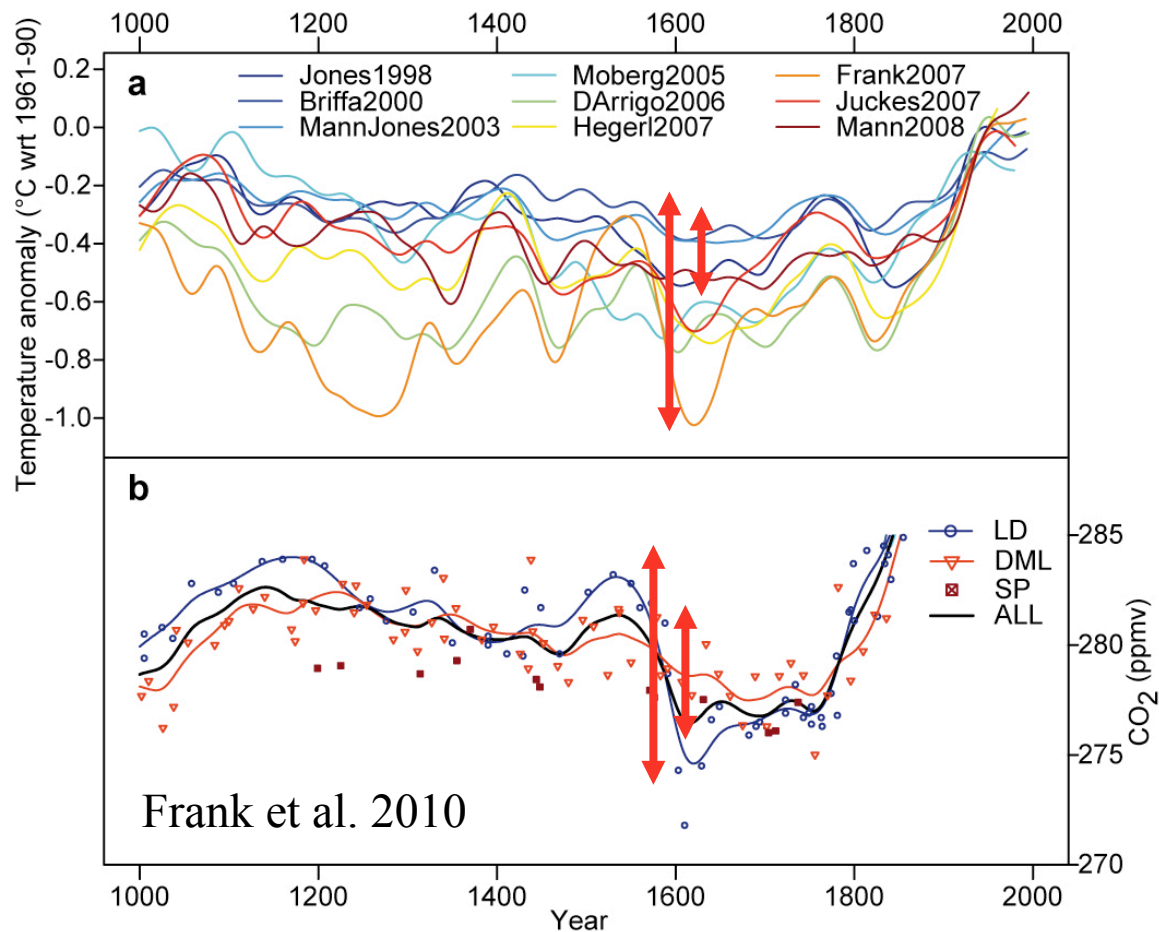 1000 1200 1400 1600 1800 2000
a
Jones1998 Moberg2005 Frank2007
Briffa2000 DArrigo2006 Juckes2007
MannJones2003 Hegerl2007 Mann2008
0.2
0.0
-0.2
-0.4
-0.6
-0.8
-1.0
Temperature anomaly (°C wrt 1961-90)
b
LD
DML
SP
ALL
285
280
275
270
CO2 (ppmv)
Frank et al. 2010
1000 1200 1400 1600 1800 2000
Year